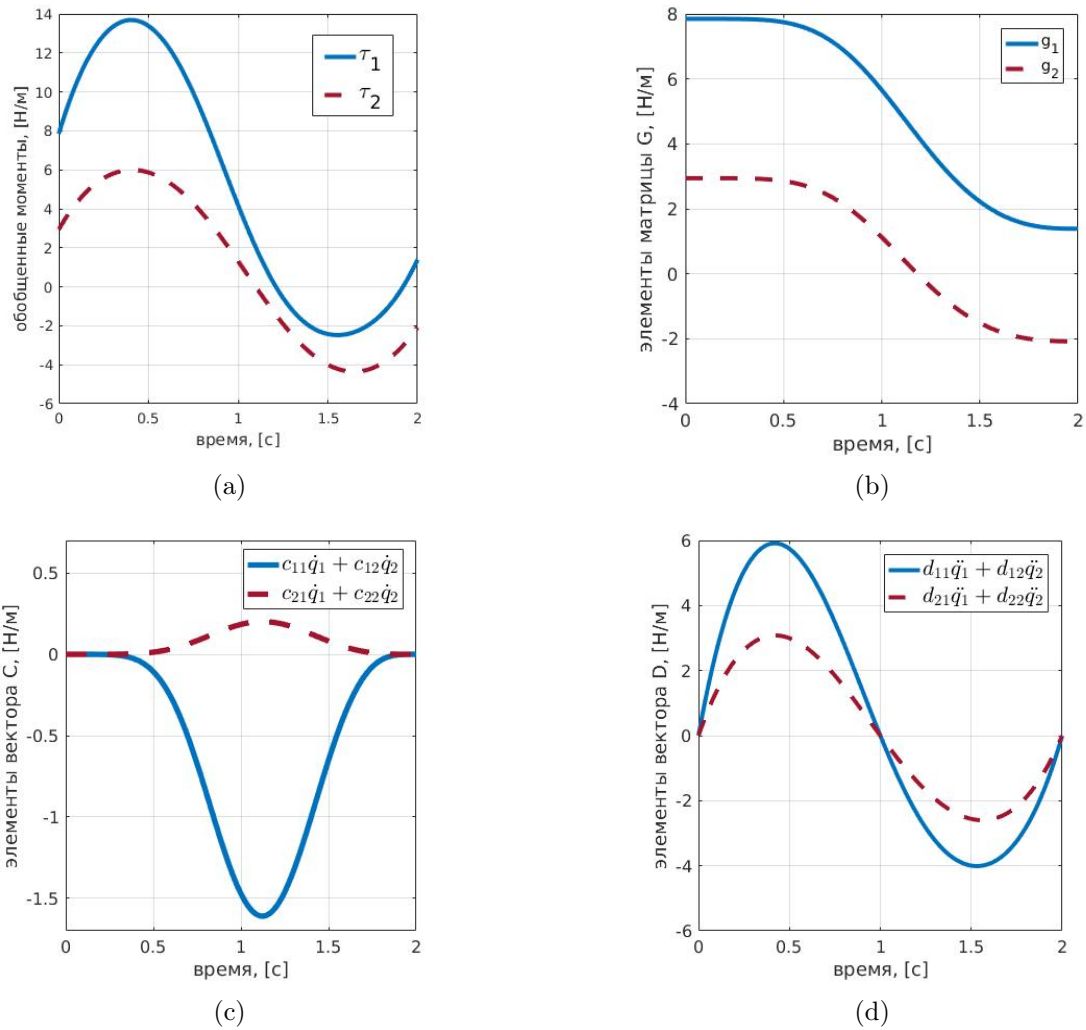 14
12
10
8
6
4
2
0
-2
-4
-6
0
0.5
1
1.5
2
обобщенные моменты, [Н/м]
время, [с]
τ₁
τ₂
(a)
8
6
4
2
0
-2
-4
0
0.5
1
1.5
2
элементы матрицы G, [Н/м]
время, [с]
g₁
g₂
(b)
0.5
0
-0.5
-1
-1.5
0
0.5
1
1.5
2
элементы вектора C, [Н/м]
время, [с]
c₁₁q̇₁ + c₁₂q̇₂
c₂₁q̇₁ + c₂₂q̇₂
(c)
6
4
2
0
-2
-4
-6
0
0.5
1
1.5
2
элементы вектора D, [Н/м]
время, [с]
d₁₁q̈₁ + d₁₂q̈₂
d₂₁q̈₁ + d₂₂q̈₂
(d)